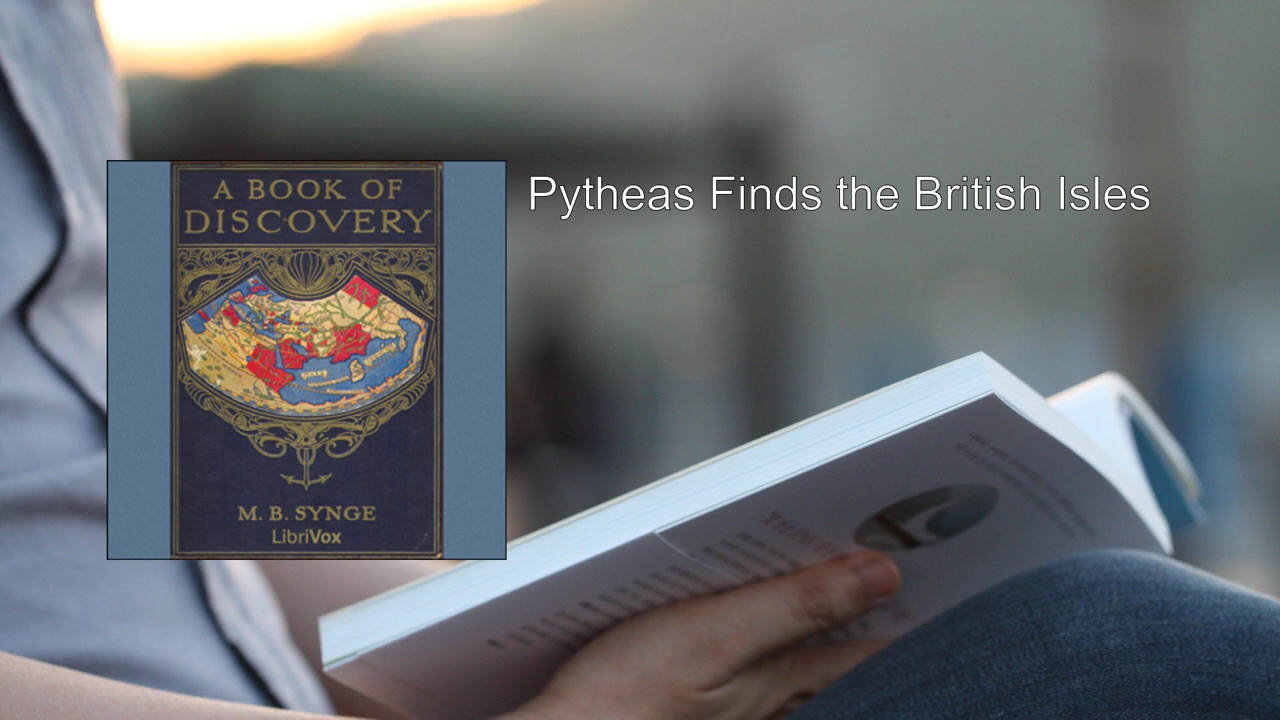 A BOOK OF
DISCOVERY
M. B. SYNGE
LibriVox
Pytheas Finds the British Isles